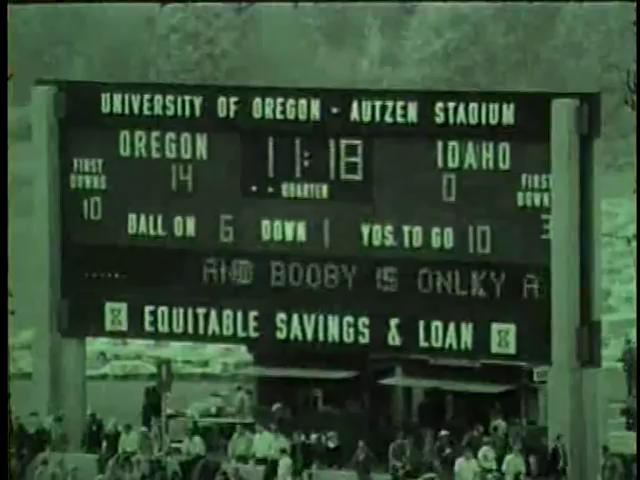 UNIVERSITY OF OREGON - AUTZEN STADIUM
OREGON 11:18 IDAHO
FIRST DOWNS 14 QUARTER 0 FIRST DOWNS
10 BALL ON 6 DOWN 1 YDS. TO GO 10 3
AND BOOBY IS ONLKY A
EQUITABLE SAVINGS & LOAN